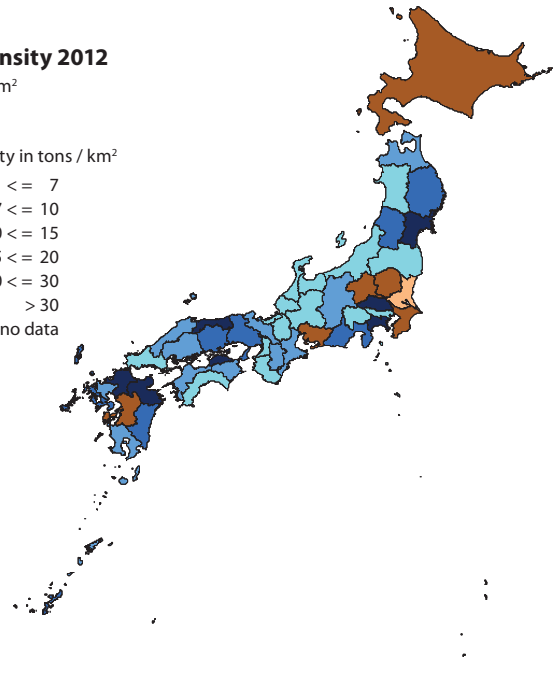 nsity 2012
m²
ty in tons / km²
<= 7
< = 10
< = 15
< = 20
< = 30
> 30
no data